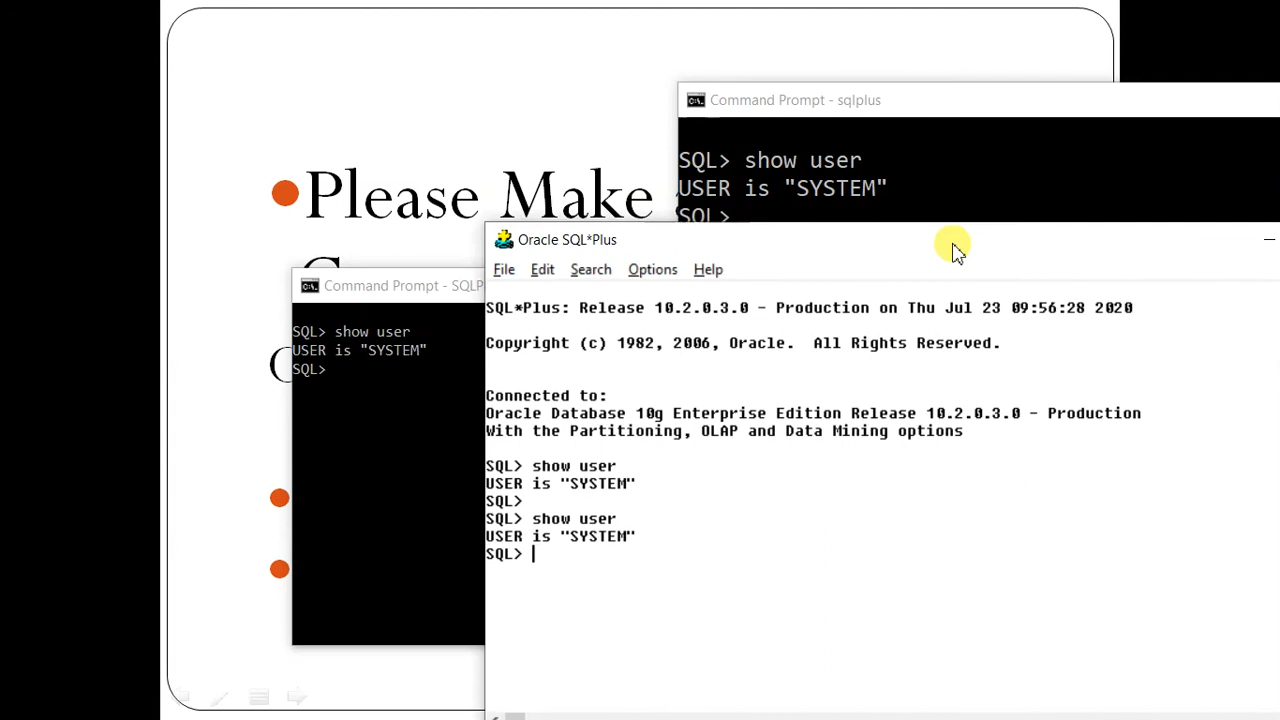 Command Prompt - sqlplus
SQL> show user
USER is "SYSTEM"
SQL>
Please Make
Oracle SQL*Plus
File Edit Search Options Help
SQL*Plus: Release 10.2.0.3.0 - Production on Thu Jul 23 09:56:28 2020
Copyright (c) 1982, 2006, Oracle. All Rights Reserved.
Connected to:
Oracle Database 10g Enterprise Edition Release 10.2.0.3.0 - Production
With the Partitioning, OLAP and Data Mining options
SQL> show user
USER is "SYSTEM"
SQL>
SQL> show user
USER is "SYSTEM"
SQL>
Command Prompt - SQLP
SQL> show user
USER is "SYSTEM"
SQL>